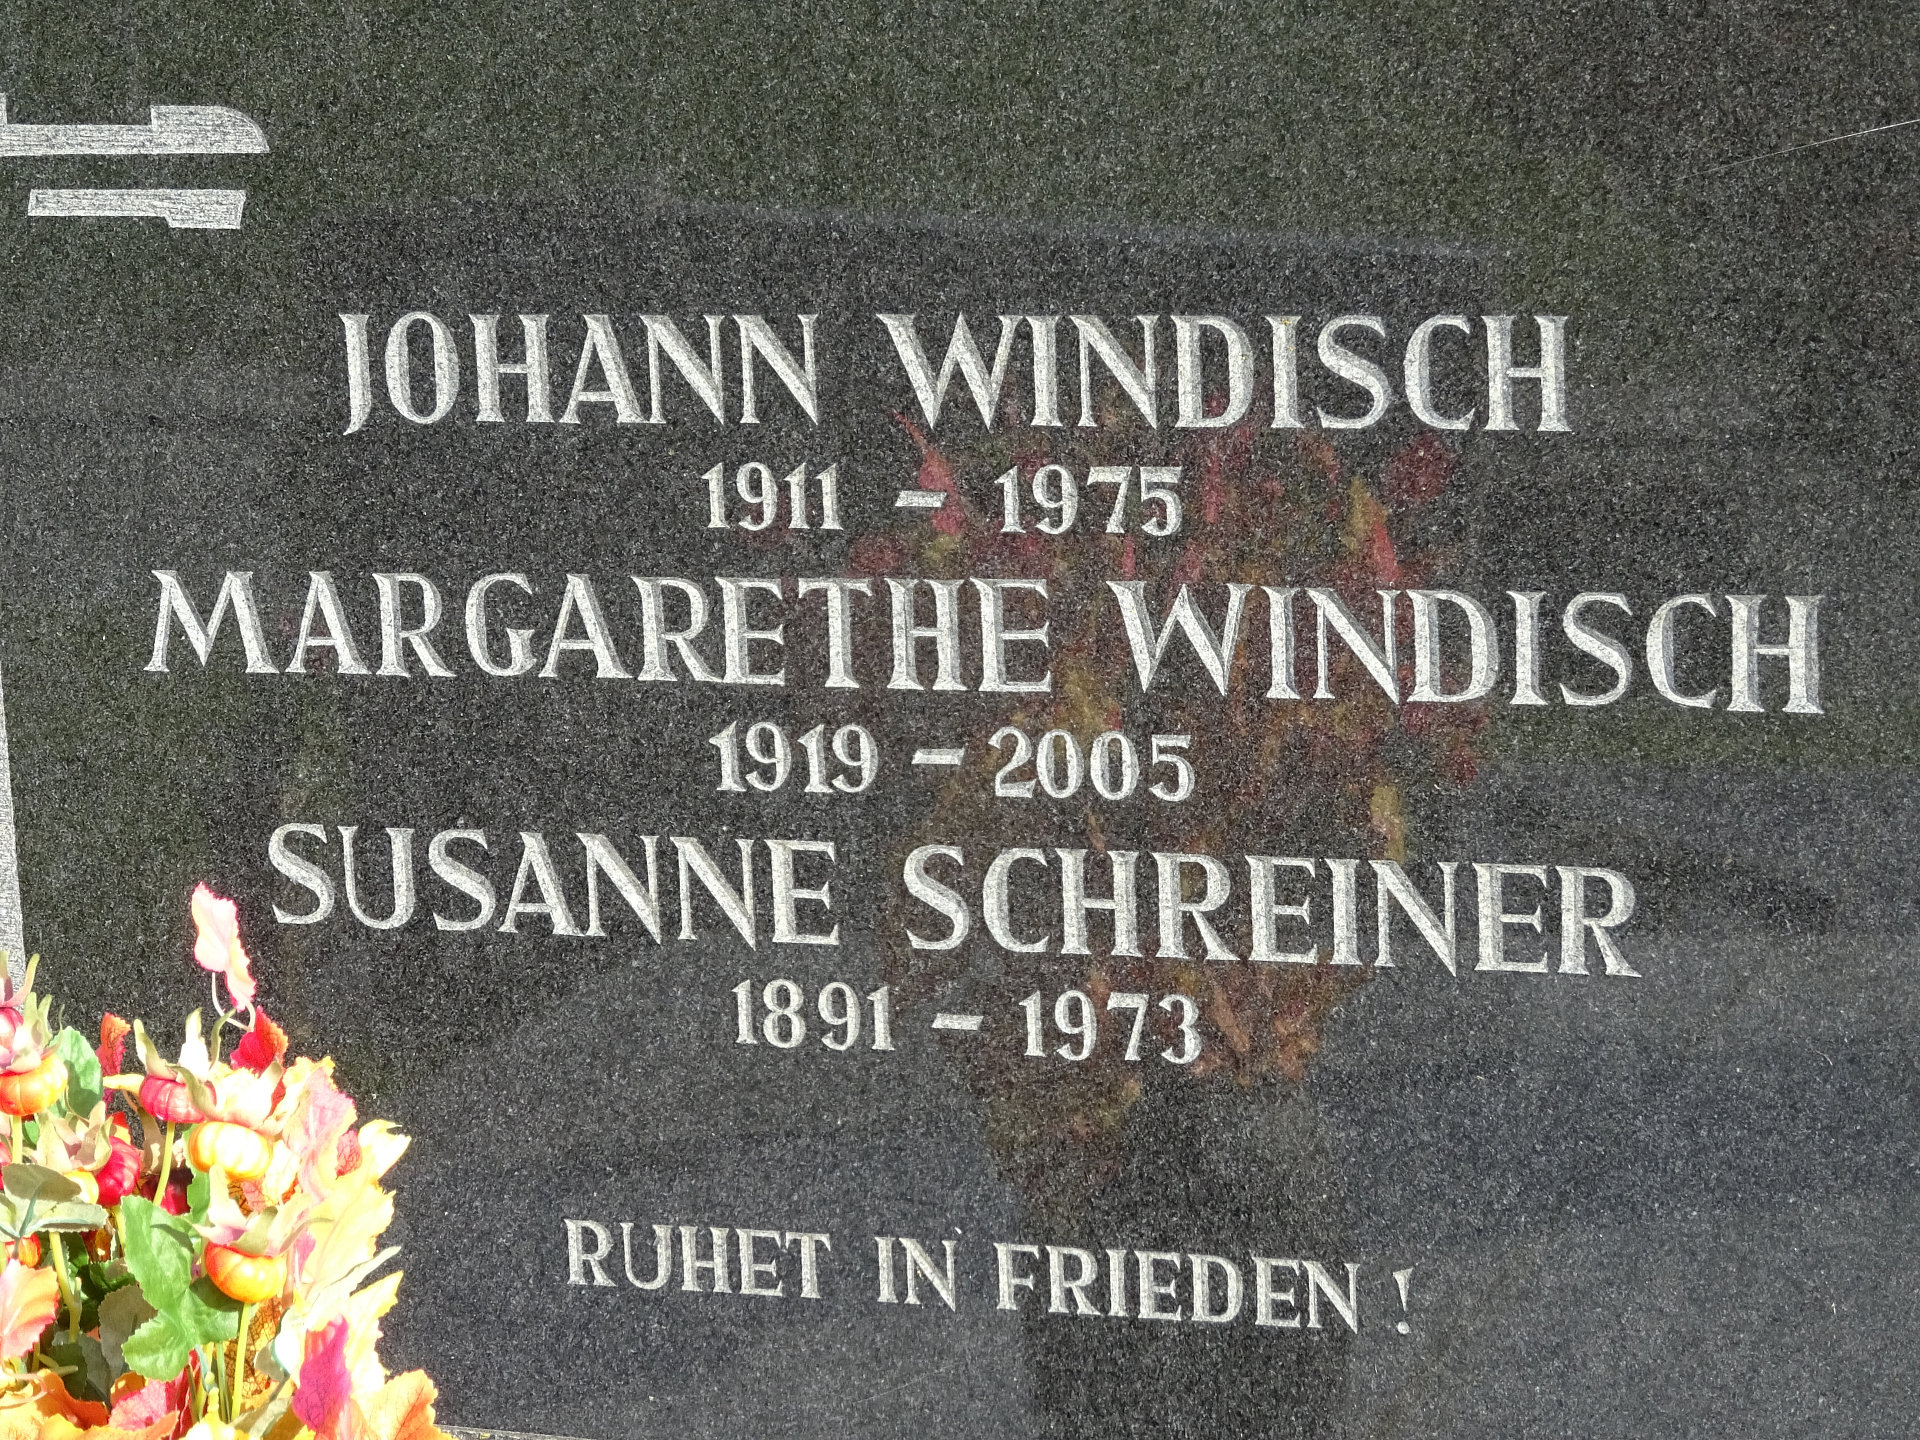 JOHANN WINDISCH
1911 - 1975
MARGARETHE WINDISCH
1919 - 2005
SUSANNE SCHREINER
1891 - 1973
RUHET IN FRIEDEN !